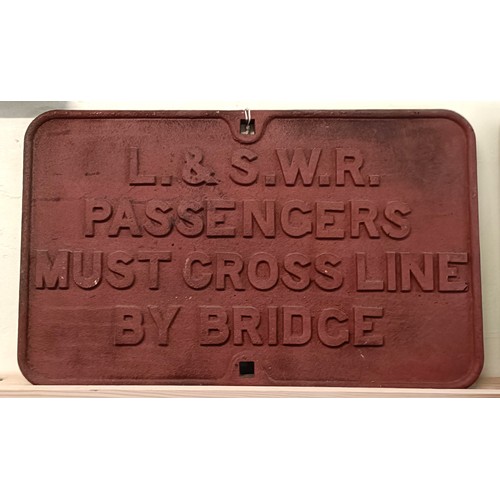 L. & S.W.R.
PASSENGERS
MUST CROSS LINE
BY BRIDGE